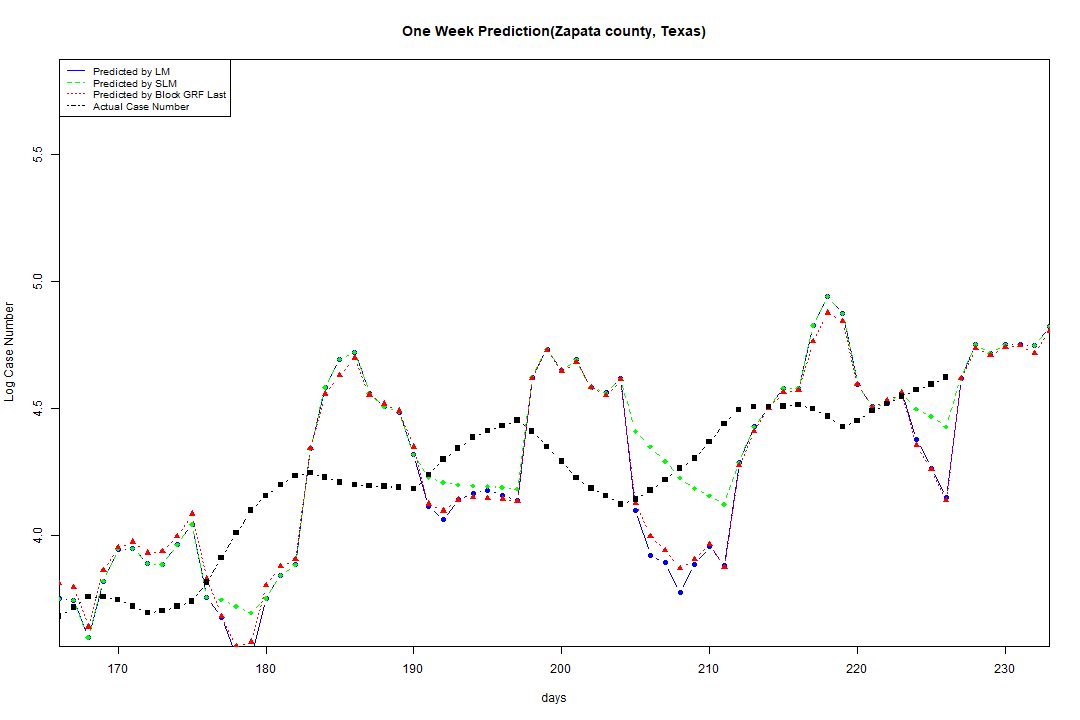 One Week Prediction(Zapata county, Texas)
Predicted by LM
Predicted by SLM
Predicted by Block GRF Last
Actual Case Number
5.5
5.0
4.5
4.0
Log Case Number
170 180 190 200 210 220 230
days